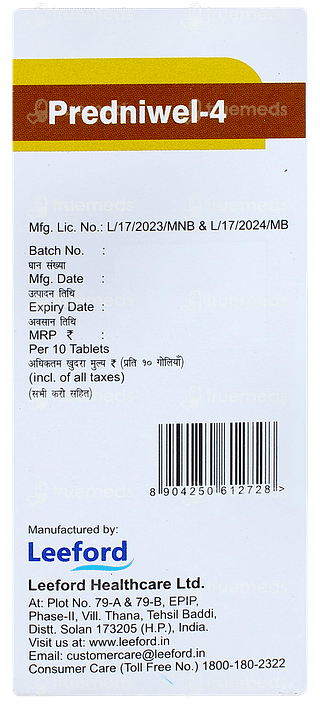 Predniwel-4
Mfg. Lic. No.: L/17/2023/MNB & L/17/2024/MB
Batch No. :
घान संख्या
Mfg. Date :
उत्पादन तिथि
Expiry Date :
अवसान तिथि
MRP ₹ :
Per 10 Tablets
अधिकतम खुदरा मुल्य ₹ (प्रति १० गोलियाँ)
(incl. of all taxes)
(सभी करो सहित)
8 904250 612728 >
Manufactured by:
Leeford
Leeford Healthcare Ltd.
At: Plot No. 79-A & 79-B, EPIP,
Phase-II, Vill. Thana, Tehsil Baddi,
Distt. Solan 173205 (H.P.), India.
Visit us at: www.leeford.in
Email: customercare@leeford.in
Consumer Care (Toll Free No.) 1800-180-2322